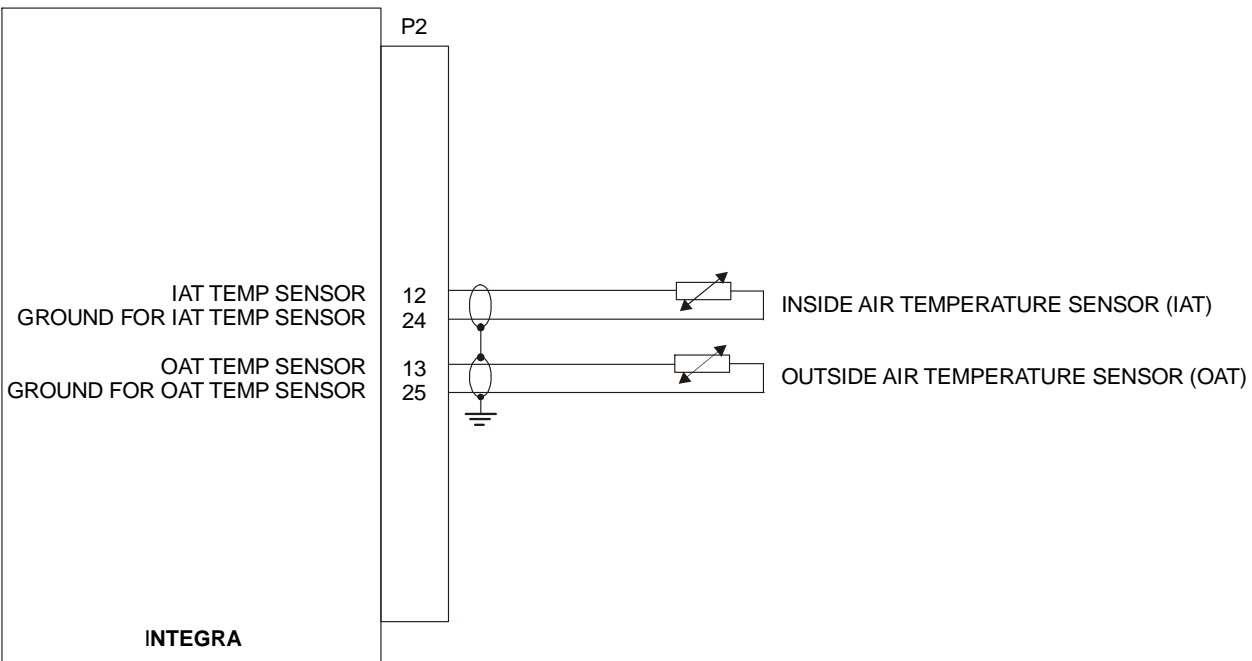 P2
IAT TEMP SENSOR 12 INSIDE AIR TEMPERATURE SENSOR (IAT)
GROUND FOR IAT TEMP SENSOR 24
OAT TEMP SENSOR 13 OUTSIDE AIR TEMPERATURE SENSOR (OAT)
GROUND FOR OAT TEMP SENSOR 25
INTEGRA